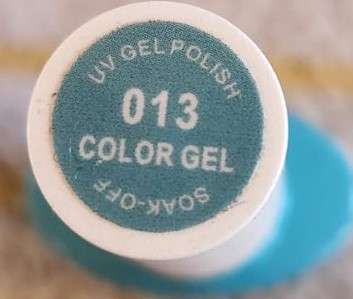 UV GEL POLISH
013
COLOR GEL
SOAK-OFF